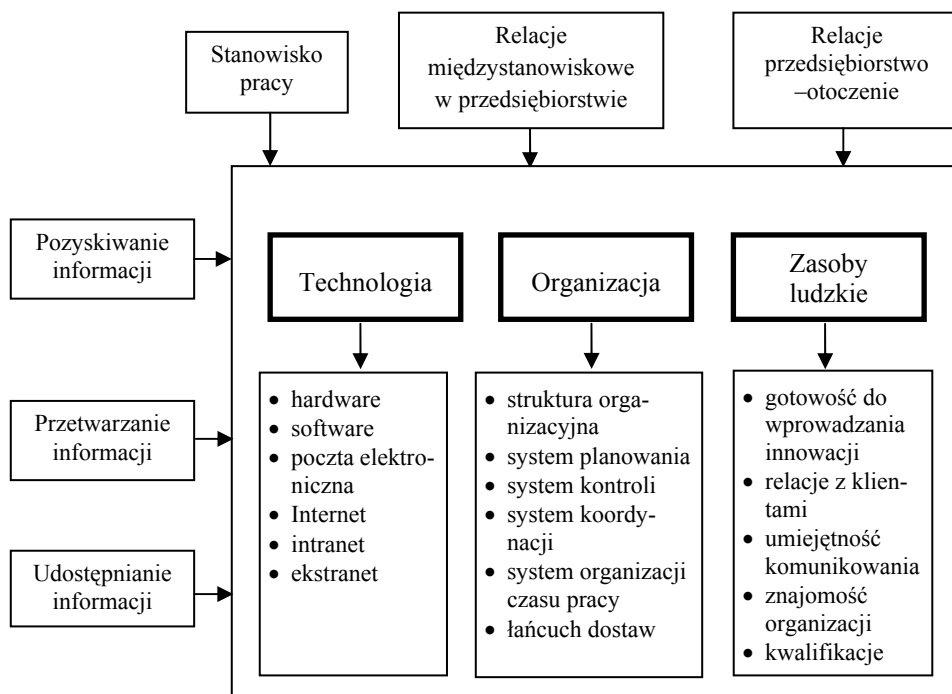 Stanowisko
pracy
Relacje
międzystanowiskowe
w przedsiębiorstwie
Relacje
przedsiębiorstwo
–otoczenie
Pozyskiwanie
informacji
Przetwarzanie
informacji
Udostępnianie
informacji
Technologia
Organizacja
Zasoby
ludzkie
• hardware
• software
• poczta elektro-
niczna
• Internet
• intranet
• ekstranet
• struktura orga-
nizacyjna
• system planowania
• system kontroli
• system koordy-
nacji
• system organizacji
czasu pracy
• łańcuch dostaw
• gotowość do
wprowadzania
innowacji
• relacje z klien-
tami
• umiejętność
komunikowania
• znajomość
organizacji
• kwalifikacje